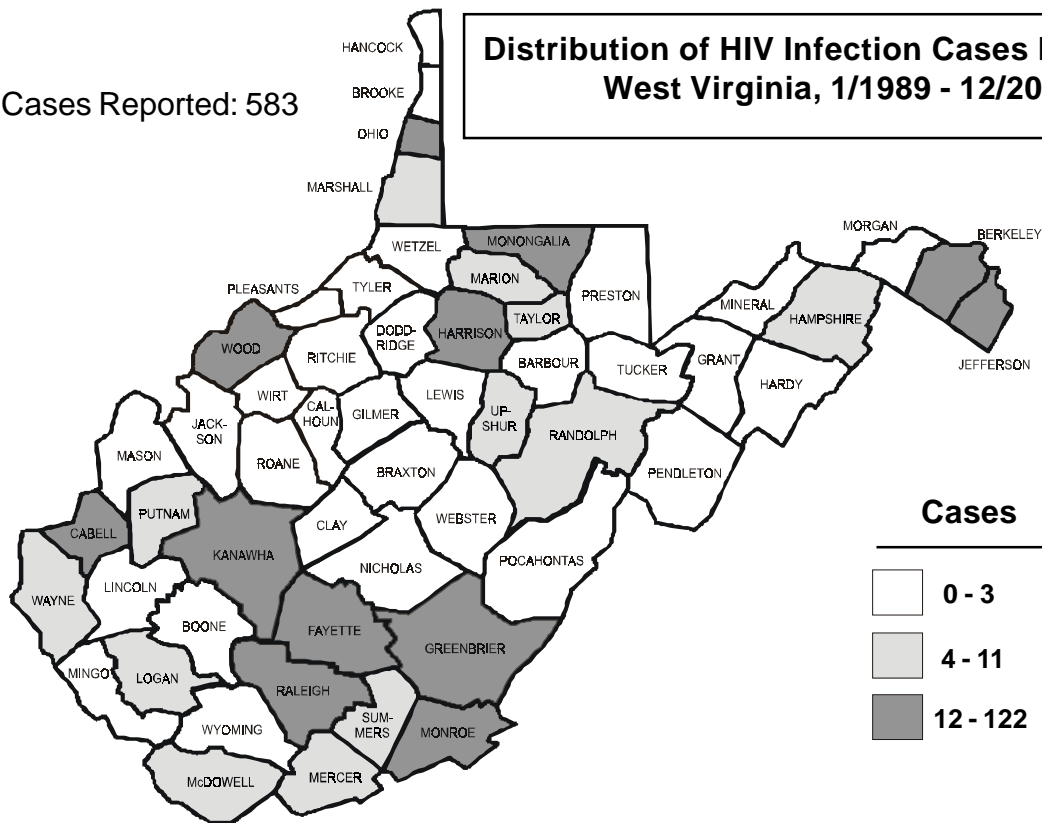 Distribution of HIV Infection Cases
West Virginia, 1/1989 - 12/20
Cases Reported: 583
HANCOCK
BROOKE
OHIO
MARSHALL
WETZEL
MONONGALIA
MORGAN
BERKELEY
MARION
TYLER
PLEASANTS
PRESTON
MINERAL
HAMPSHIRE
TAYLOR
DODD-
RIDGE
HARRISON
WOOD
RITCHIE
BARBOUR
TUCKER
GRANT
JEFFERSON
HARDY
WIRT
LEWIS
CAL-
HOUN
GILMER
UP-
SHUR
JACK-
SON
RANDOLPH
MASON
ROANE
BRAXTON
PENDLETON
PUTNAM
CLAY
WEBSTER
CABELL
KANAWHA
NICHOLAS
POCAHONTAS
LINCOLN
WAYNE
BOONE
FAYETTE
GREENBRIER
MINGO
LOGAN
RALEIGH
SUM-
MERS
WYOMING
MONROE
McDOWELL
MERCER
Cases
0 - 3
4 - 11
12 - 122